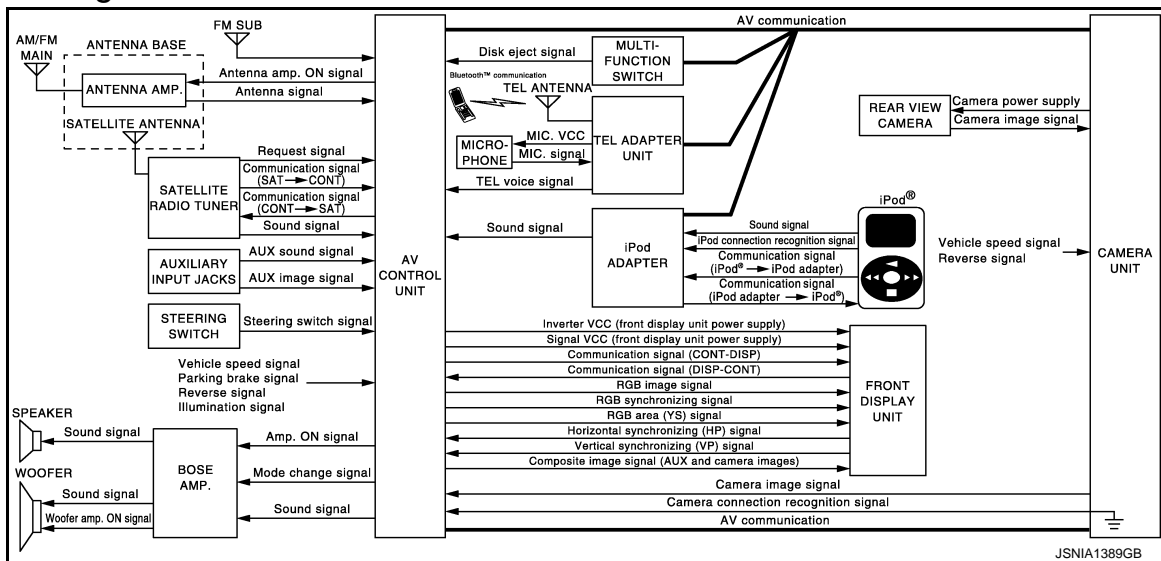 FM SUB
AM/FM
MAIN
ANTENNA BASE
ANTENNA AMP.
Antenna amp. ON signal
Antenna signal
SATELLITE ANTENNA
SATELLITE
RADIO TUNER
Request signal
Communication signal
(SAT→CONT)
Communication signal
(CONT→SAT)
Sound signal
AUXILIARY
INPUT JACKS
AUX sound signal
AUX image signal
STEERING
SWITCH
Steering switch signal
Vehicle speed signal
Parking brake signal
Reverse signal
Illumination signal
SPEAKER
Sound signal
WOOFER
Sound signal
Woofer amp. ON signal
BOSE
AMP.
Amp. ON signal
Mode change signal
Sound signal
AV
CONTROL
UNIT
AV communication
Disk eject signal
MULTI-
FUNCTION
SWITCH
Bluetooth™ communication
TEL ANTENNA
MICRO-
PHONE
MIC. VCC
MIC. signal
TEL ADAPTER
UNIT
TEL voice signal
Sound signal
iPod
ADAPTER
iPod®
Sound signal
iPod connection recognition signal
Communication signal
(iPod® → iPod adapter)
Communication signal
(iPod adapter → iPod®)
REAR VIEW
CAMERA
Camera power supply
Camera image signal
Vehicle speed signal
Reverse signal
CAMERA
UNIT
Inverter VCC (front display unit power supply)
Signal VCC (front display unit power supply)
Communication signal (CONT-DISP)
Communication signal (DISP-CONT)
RGB image signal
RGB synchronizing signal
RGB area (YS) signal
Horizontal synchronizing (HP) signal
Vertical synchronizing (VP) signal
Composite image signal (AUX and camera images)
FRONT
DISPLAY
UNIT
Camera image signal
Camera connection recognition signal
AV communication
JSNIA1389GB